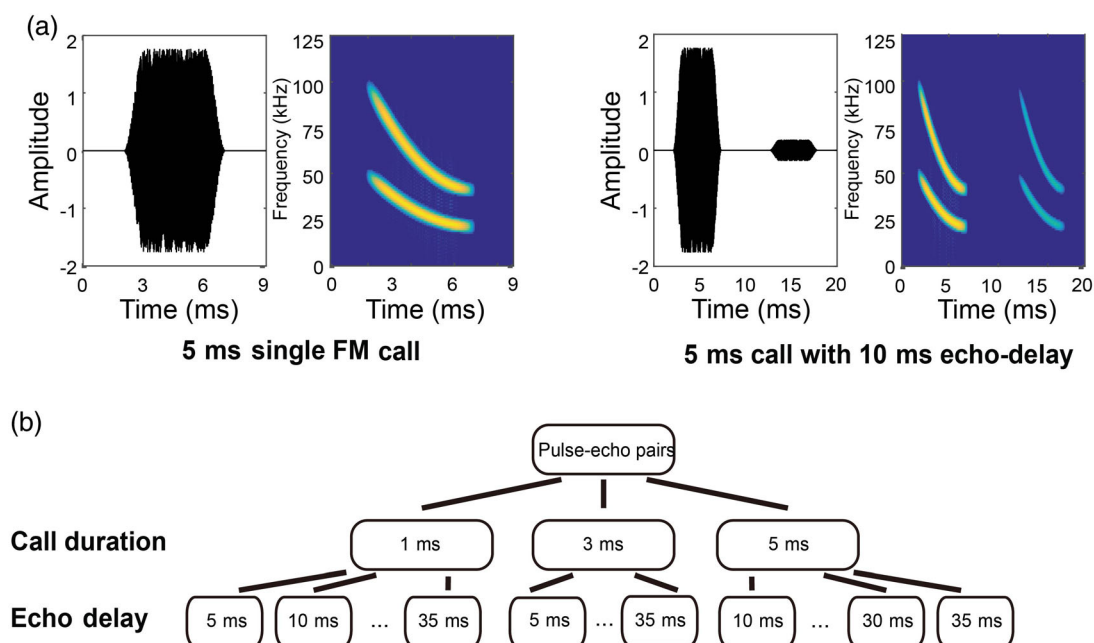 (a)
2
1
0
-1
-2
Amplitude
0 3 6 9
Time (ms)
125
100
75
50
25
0
Frequency (kHz)
0 3 6 9
Time (ms)
5 ms single FM call
2
1
0
-1
-2
Amplitude
0 5 10 15 20
Time (ms)
125
100
75
50
25
0
Frequency (kHz)
0 5 10 15 20
Time (ms)
5 ms call with 10 ms echo-delay
(b)
Pulse-echo pairs
Call duration
1 ms 3 ms 5 ms
Echo delay
5 ms 10 ms ... 35 ms 5 ms ... 35 ms 10 ms ... 30 ms 35 ms